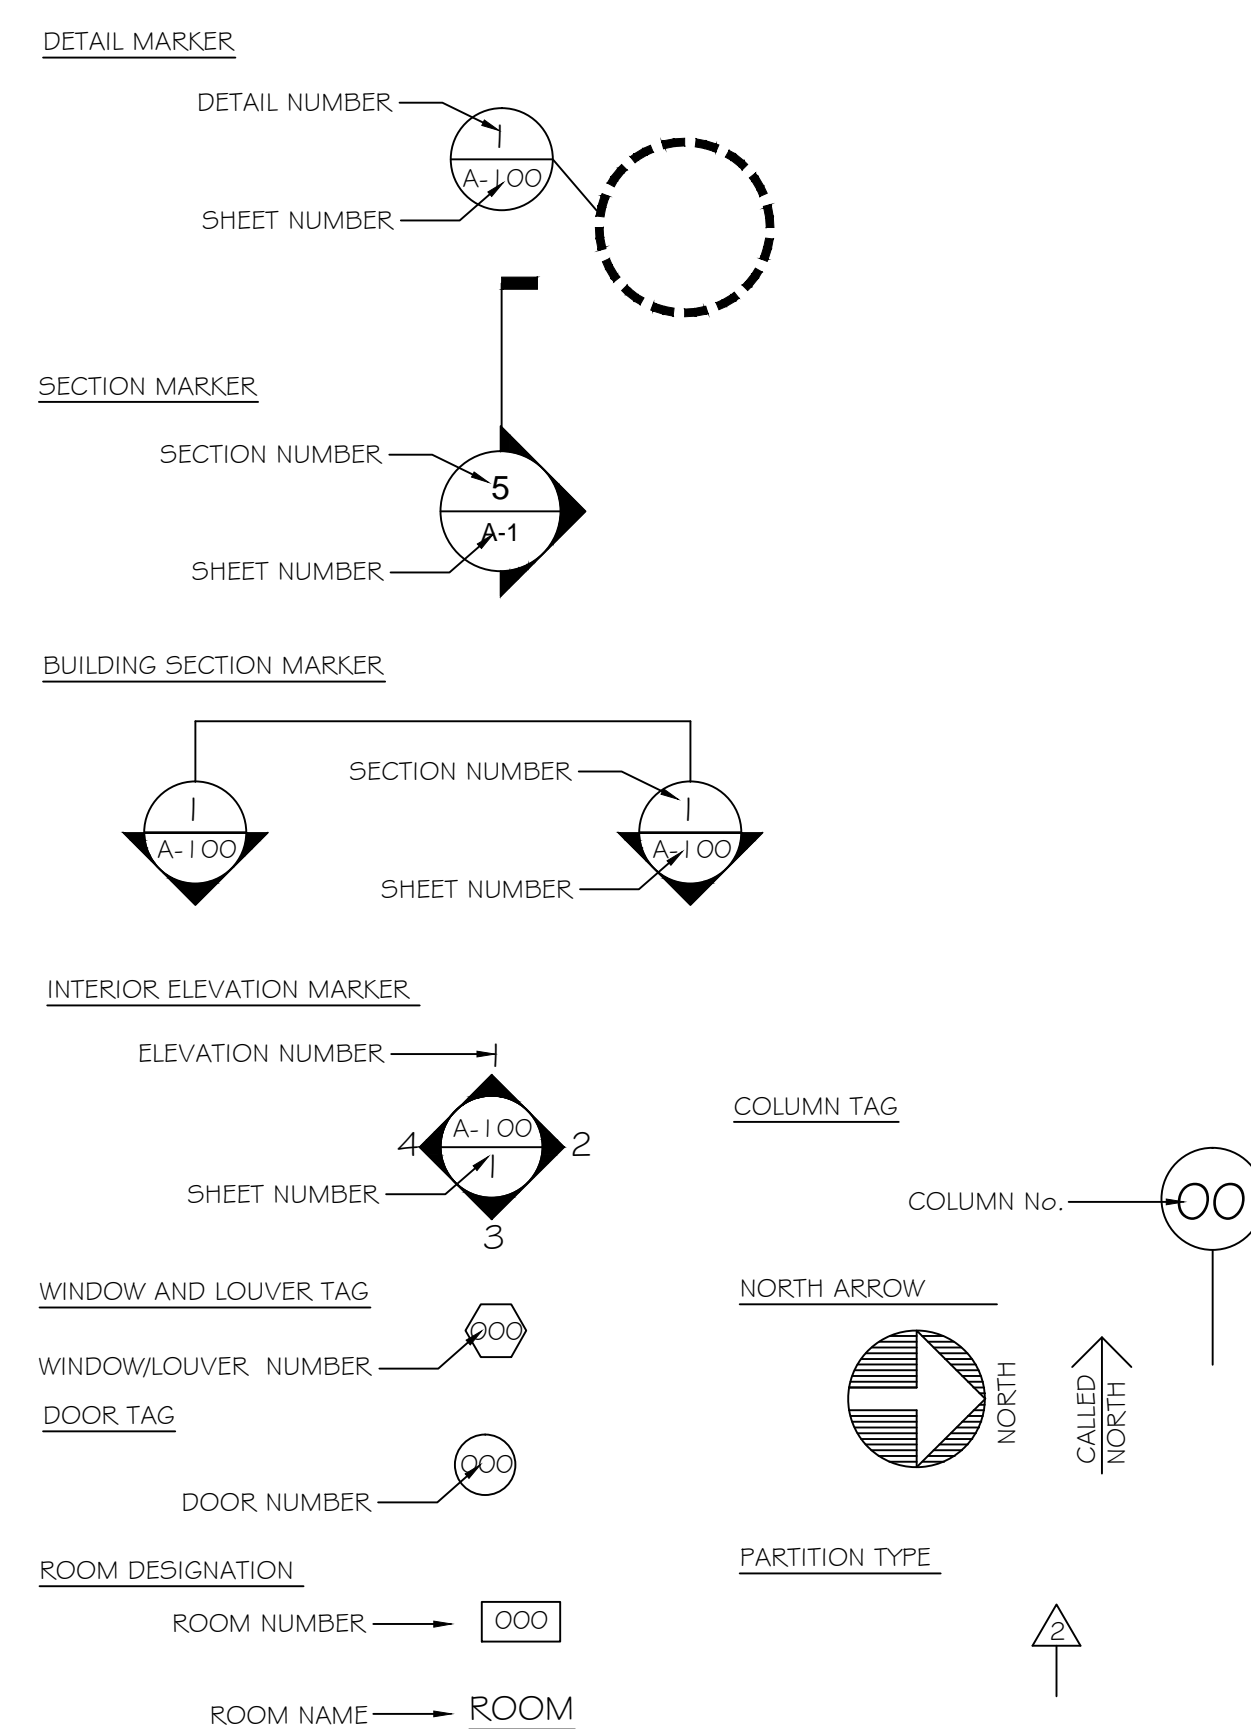 DETAIL MARKER
DETAIL NUMBER
1
A-100
SHEET NUMBER
SECTION MARKER
SECTION NUMBER
5
A-1
SHEET NUMBER
BUILDING SECTION MARKER
SECTION NUMBER
1
1
A-100
A-100
SHEET NUMBER
INTERIOR ELEVATION MARKER
ELEVATION NUMBER
1
A-100
4
2
1
SHEET NUMBER
3
WINDOW AND LOUVER TAG
000
WINDOW/LOUVER NUMBER
DOOR TAG
000
DOOR NUMBER
ROOM DESIGNATION
ROOM NUMBER
000
ROOM NAME
ROOM
COLUMN TAG
COLUMN No.
00
NORTH ARROW
NORTH
CALLED
NORTH
PARTITION TYPE
2